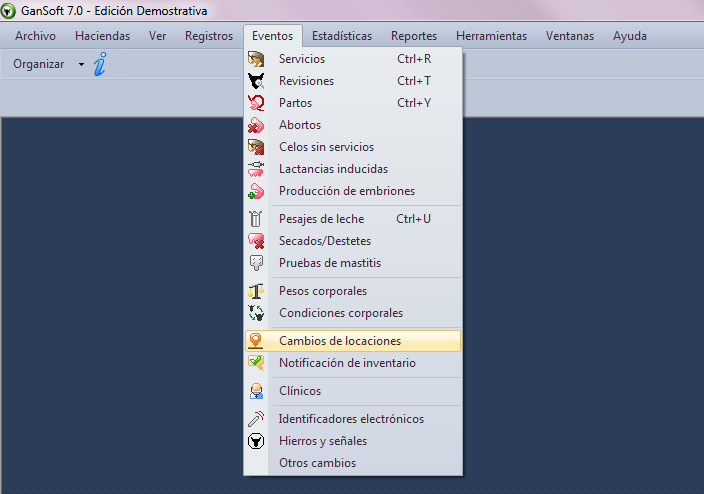 GanSoft 7.0 - Edición Demostrativa
Archivo Haciendas Ver Registros Eventos Estadísticas Reportes Herramientas Ventanas Ayuda
Organizar
Servicios Ctrl+R
Revisiones Ctrl+T
Partos Ctrl+Y
Abortos
Celos sin servicios
Lactancias inducidas
Producción de embriones
Pesajes de leche Ctrl+U
Secados/Destetes
Pruebas de mastitis
Pesos corporales
Condiciones corporales
Cambios de locaciones
Notificación de inventario
Clínicos
Identificadores electrónicos
Hierros y señales
Otros cambios